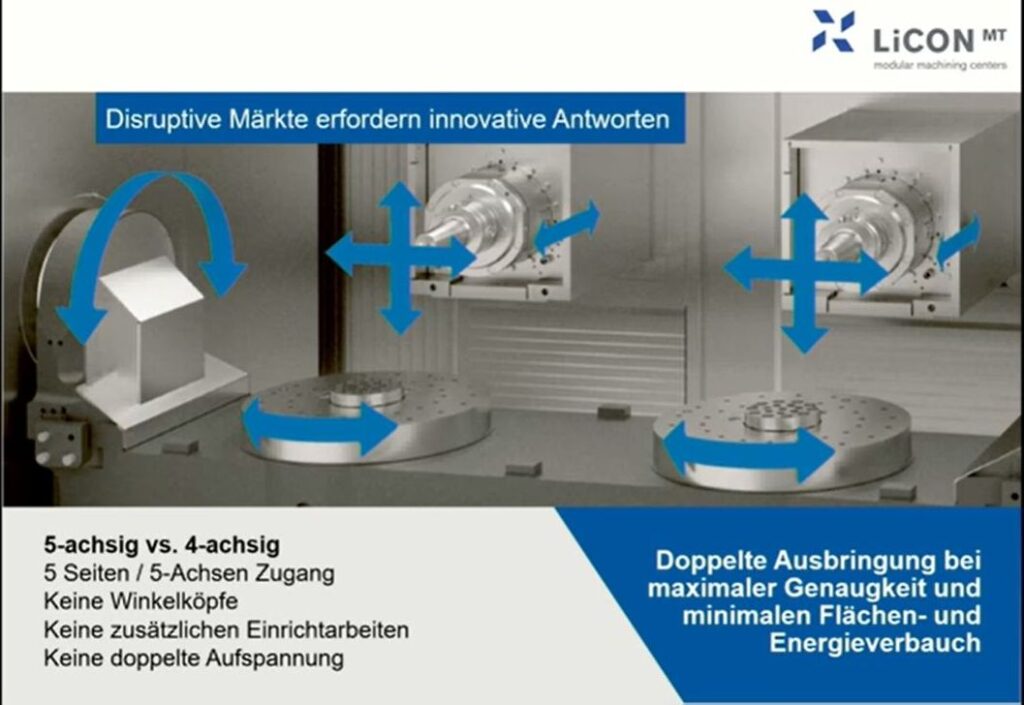 LiCON MT
modular machining centers
Disruptive Märkte erfordern innovative Antworten
5-achsig vs. 4-achsig
5 Seiten / 5-Achsen Zugang
Keine Winkelköpfe
Keine zusätzlichen Einrichtarbeiten
Keine doppelte Aufspannung
Doppelte Ausbringung bei
maximaler Genaugkeit und
minimalen Flächen- und
Energieverbauch